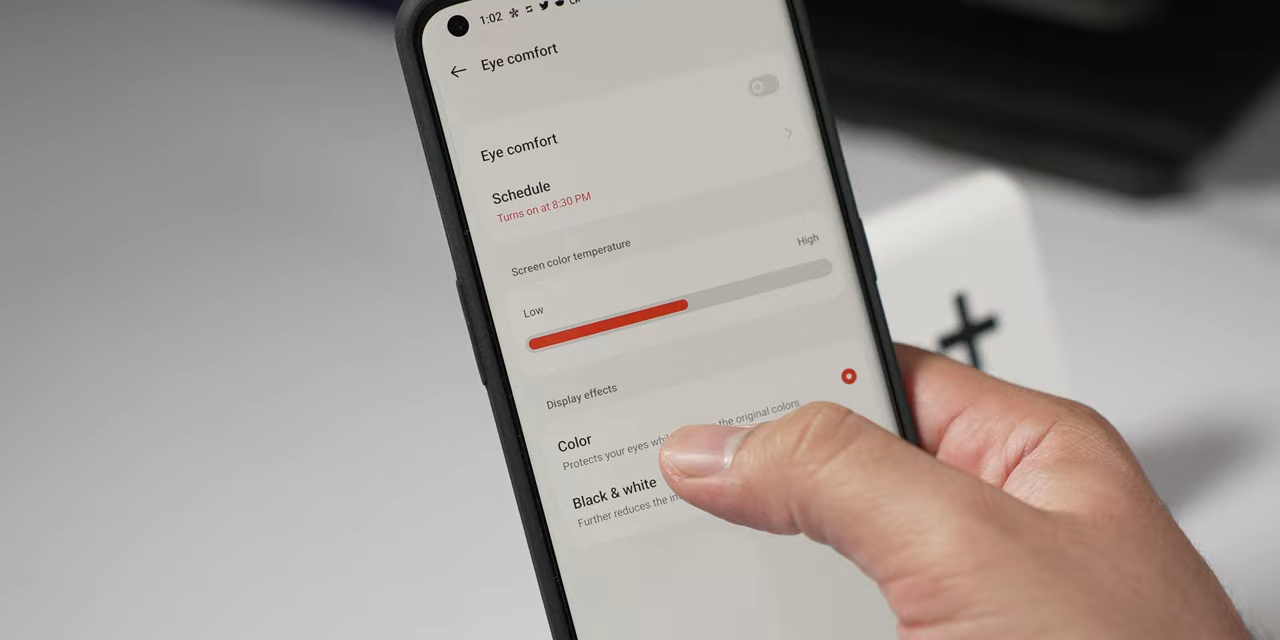 1:02
Eye comfort
Eye comfort
Schedule
Turns on at 8:30 PM
Screen color temperature
Low
High
Display effects
Color
Protects your eyes the original colors
Black & white
Further reduces the